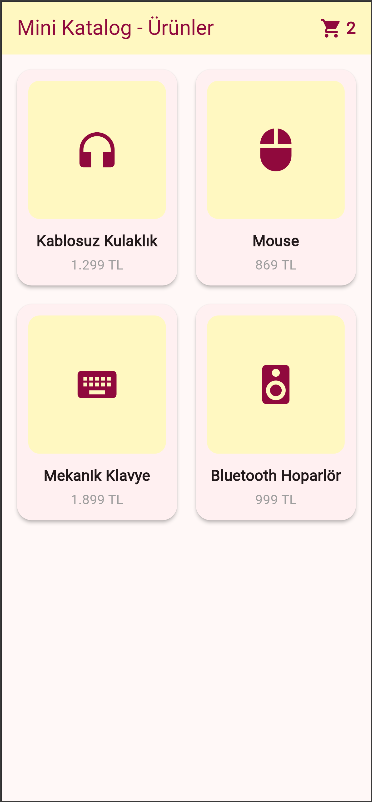 Mini Katalog - Ürünler 2
Kablosuz Kulaklık
1.299 TL
Mouse
869 TL
Mekanik Klavye
1.899 TL
Bluetooth Hoparlör
999 TL